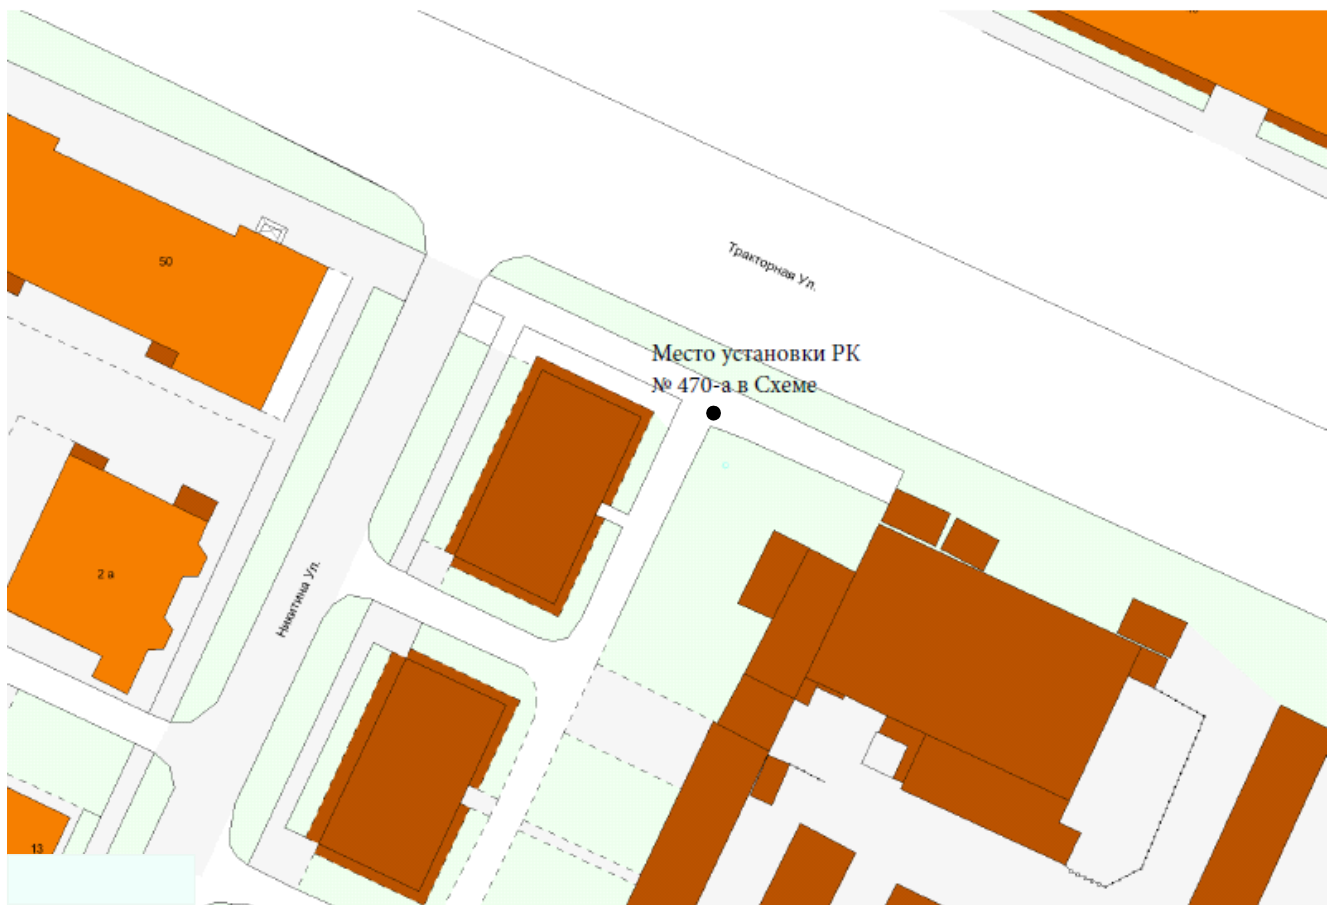 50
Тракторная Ул.
Место установки РК
№ 470-а в Схеме
2 а
Никитина Ул.
13